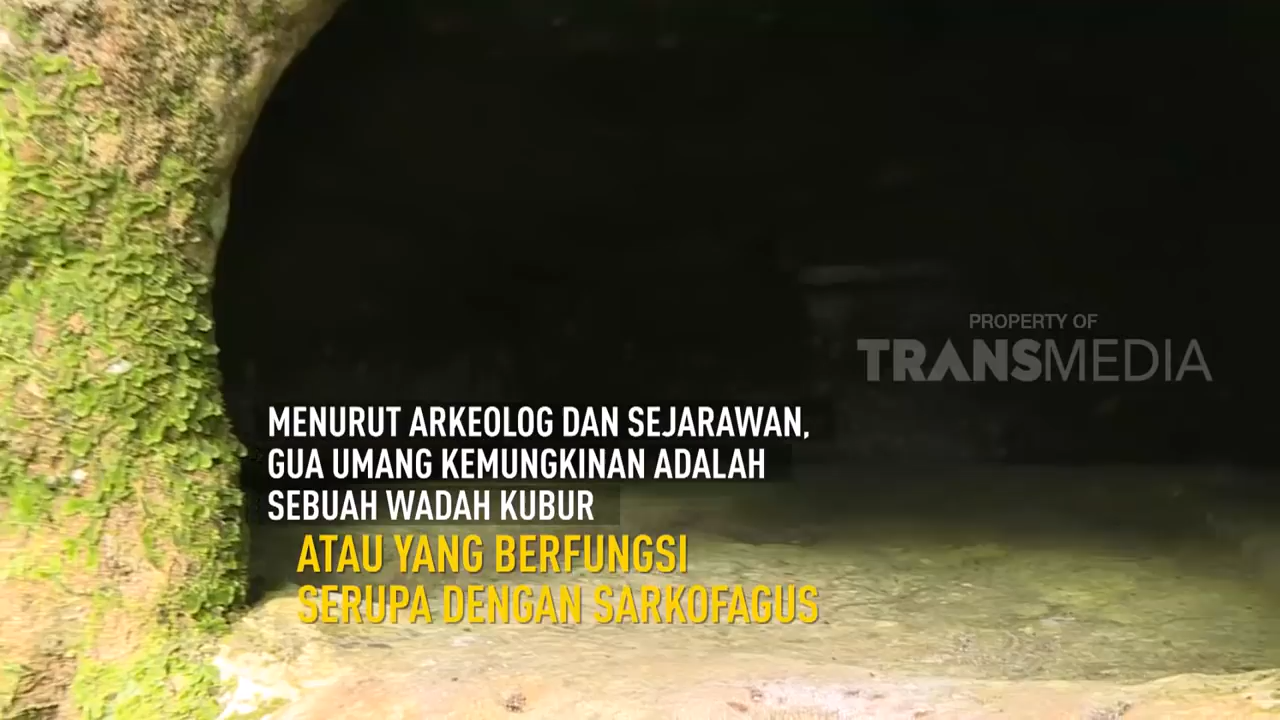 PROPERTY OF
TRANSMEDIA
MENURUT ARKEOLOG DAN SEJARAWAN,
GUA UMANG KEMUNGKINAN ADALAH
SEBUAH WADAH KUBUR
ATAU YANG BERFUNGSI
SERUPA DENGAN SARKOFAGUS